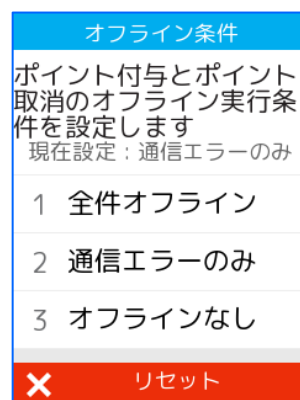 オフライン条件
ポイント付与とポイント
取消のオフライン実行条
件を設定します
現在設定：通信エラーのみ
1 全件オフライン
2 通信エラーのみ
3 オフラインなし
リセット